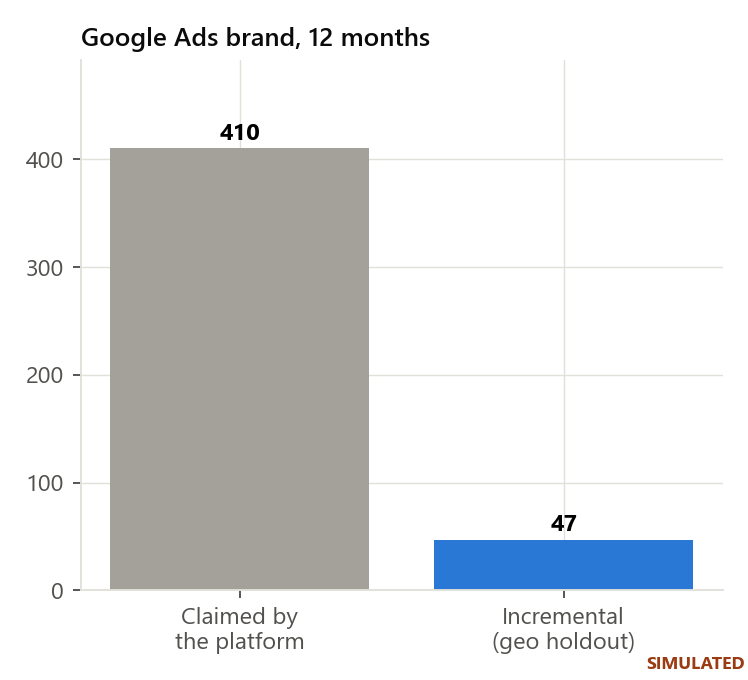 Google Ads brand, 12 months
410
400
300
200
100
47
0
Claimed by
the platform
Incremental
(geo holdout)
SIMULATED